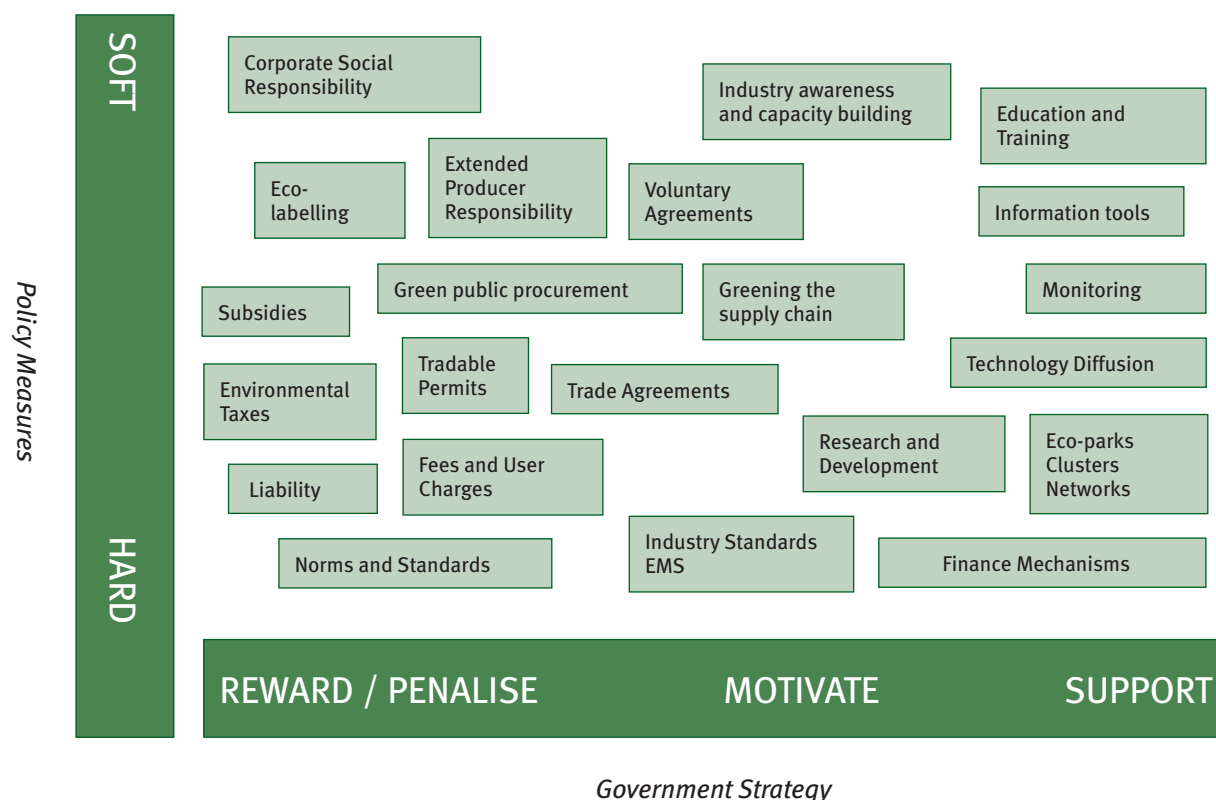 SOFT
HARD
Policy Measures
Corporate Social
Responsibility
Industry awareness
and capacity building
Education and
Training
Eco-
labelling
Extended
Producer
Responsibility
Voluntary
Agreements
Information tools
Subsidies
Green public procurement
Greening the
supply chain
Monitoring
Environmental
Taxes
Tradable
Permits
Trade Agreements
Technology Diffusion
Liability
Fees and User
Charges
Research and
Development
Eco-parks
Clusters
Networks
Norms and Standards
Industry Standards
EMS
Finance Mechanisms
REWARD / PENALISE
MOTIVATE
SUPPORT
Government Strategy